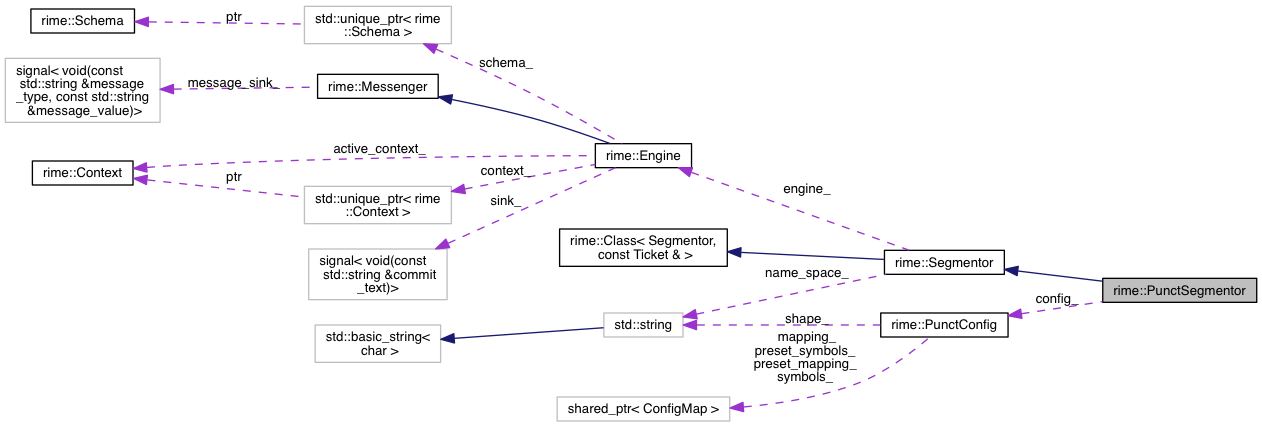 rime::Schema
ptr
std::unique_ptr< rime
::Schema >
schema_
signal< void(const
std::string &message
_type, const std::string
&message_value)>
message_sink_
rime::Messenger
rime::Context
active_context_
ptr
std::unique_ptr< rime
::Context >
context_
sink_
rime::Engine
engine_
signal< void(const
std::string &commit
_text)>
rime::Class< Segmentor,
const Ticket & >
rime::Segmentor
name_space_
rime::PunctSegmentor
config_
std::basic_string<
char >
std::string
shape_
rime::PunctConfig
mapping_
preset_symbols_
preset_mapping_
symbols_
shared_ptr< ConfigMap >